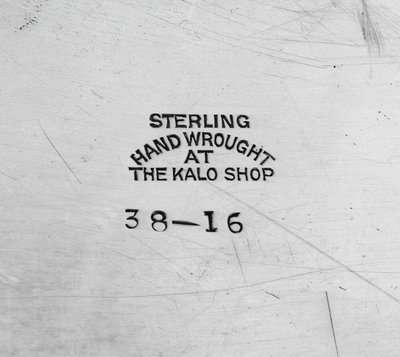 STERLING
HAND WROUGHT
AT
THE KALO SHOP
38-16